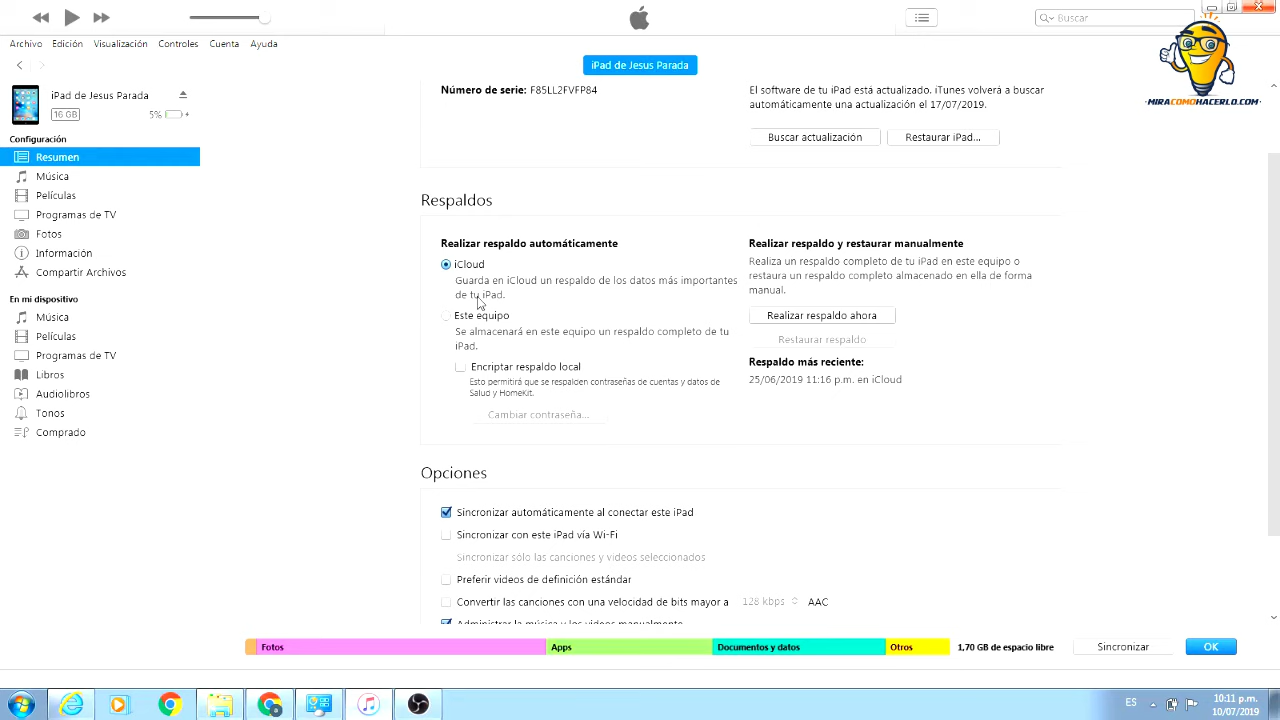 Buscar
Archivo Edición Visualización Controles Cuenta Ayuda
iPad de Jesus Parada
MIRACOMOHACERLO.COM
iPad de Jesus Parada
16 GB 5%
Configuración
Resumen
Música
Películas
Programas de TV
Fotos
Información
Compartir Archivos
En mi dispositivo
Música
Películas
Programas de TV
Libros
Audiolibros
Tonos
Comprado
Número de serie: F85LL2FVFP84
El software de tu iPad está actualizado. iTunes volverá a buscar
automáticamente una actualización el 17/07/2019.
Buscar actualización Restaurar iPad...
Respaldos
Realizar respaldo automáticamente
iCloud
Guarda en iCloud un respaldo de los datos más importantes
de tu iPad.
Este equipo
Se almacenará en este equipo un respaldo completo de tu
iPad.
Encriptar respaldo local
Esto permitirá que se respalden contraseñas de cuentas y datos de
Salud y HomeKit.
Cambiar contraseña...
Realizar respaldo y restaurar manualmente
Realiza un respaldo completo de tu iPad en este equipo o
restaura un respaldo completo almacenado en ella de forma
manual.
Realizar respaldo ahora
Restaurar respaldo
Respaldo más reciente:
25/06/2019 11:16 p.m. en iCloud
Opciones
Sincronizar automáticamente al conectar este iPad
Sincronizar con este iPad vía Wi-Fi
Sincronizar sólo las canciones y videos seleccionados
Preferir videos de definición estándar
Convertir las canciones con una velocidad de bits mayor a 128 kbps AAC
Administrar la música y los videos manualmente
Fotos Apps Documentos y datos Otros 1,70 GB de espacio libre Sincronizar OK
ES
10:11 p.m.
10/07/2019